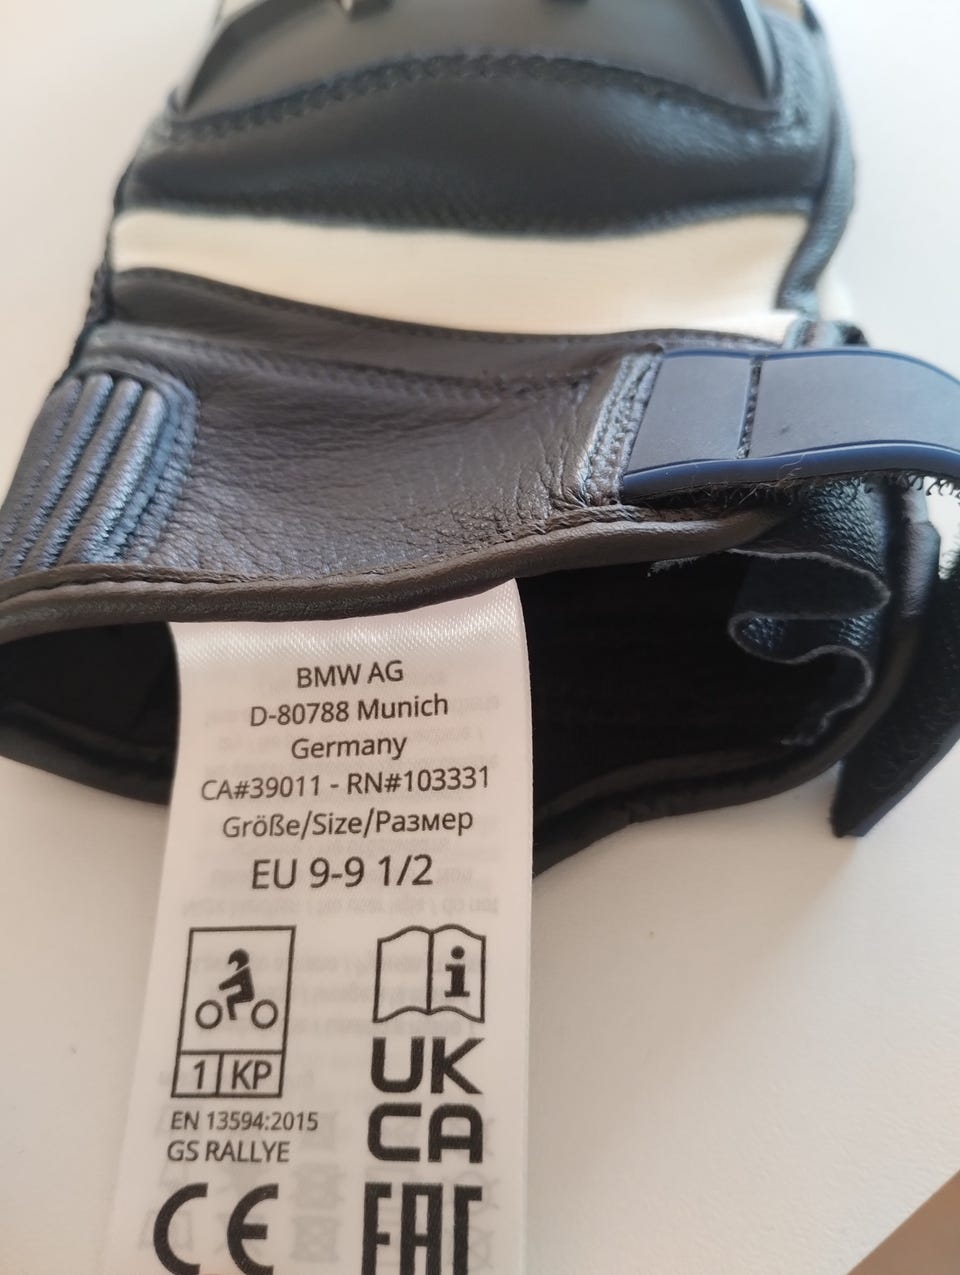 BMW AG
D-80788 Munich
Germany
CA#39011 - RN#103331
Größe/Size/Размер
EU 9-9 1/2
i
1 KP
UK
CA
EN 13594:2015
GS RALLYE
CE
EAC